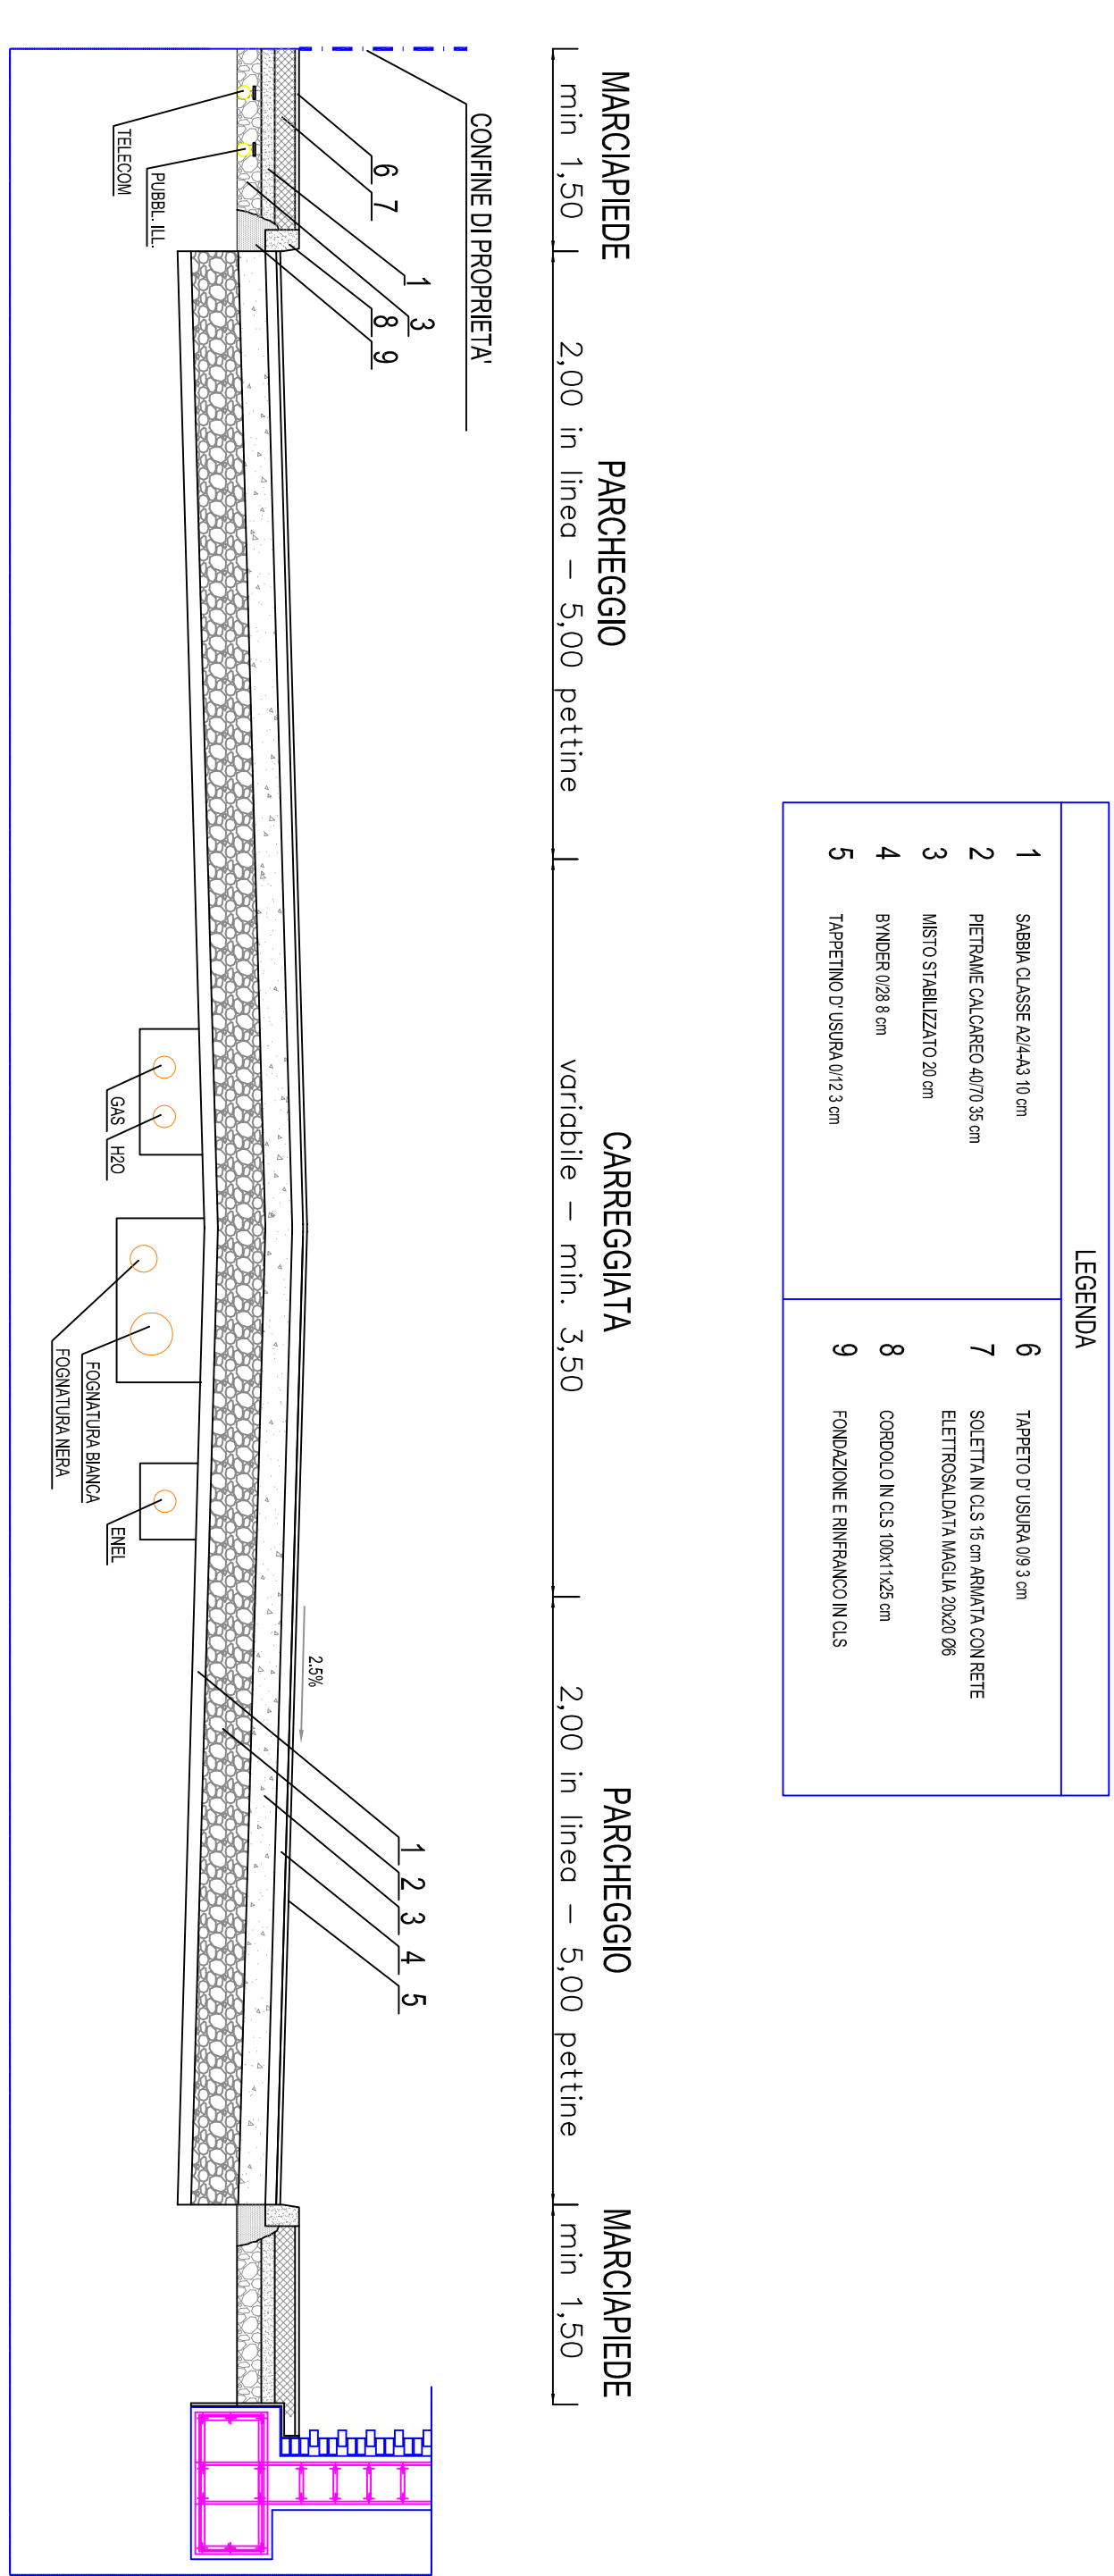 LEGENDA
1 SABBIA CLASSE A2/4-A3 10 cm
2 PIETRAME CALCAREO 40/70 35 cm
3 MISTO STABILIZZATO 20 cm
4 BYNDER 0/28 8 cm
5 TAPPETINO D' USURA 0/12 3 cm
6 TAPPETO D' USURA 0/9 3 cm
7 SOLETTA IN CLS 15 cm ARMATA CON RETE
ELETTROSALDATA MAGLIA 20x20 Ø6
8 CORDOLO IN CLS 100x11x25 cm
9 FONDAZIONE E RINFRANCO IN CLS
MARCIAPIEDE
PARCHEGGIO
CARREGGIATA
PARCHEGGIO
MARCIAPIEDE
min 1,50
2,00 in linea – 5,00 pettine
variabile – min. 3,50
2,00 in linea – 5,00 pettine
min 1,50
CONFINE DI PROPRIETA'
6
7
1
3
8
9
1
2
3
4
5
2.5%
TELECOM
PUBBL. ILL.
GAS
H2O
FOGNATURA BIANCA
FOGNATURA NERA
ENEL